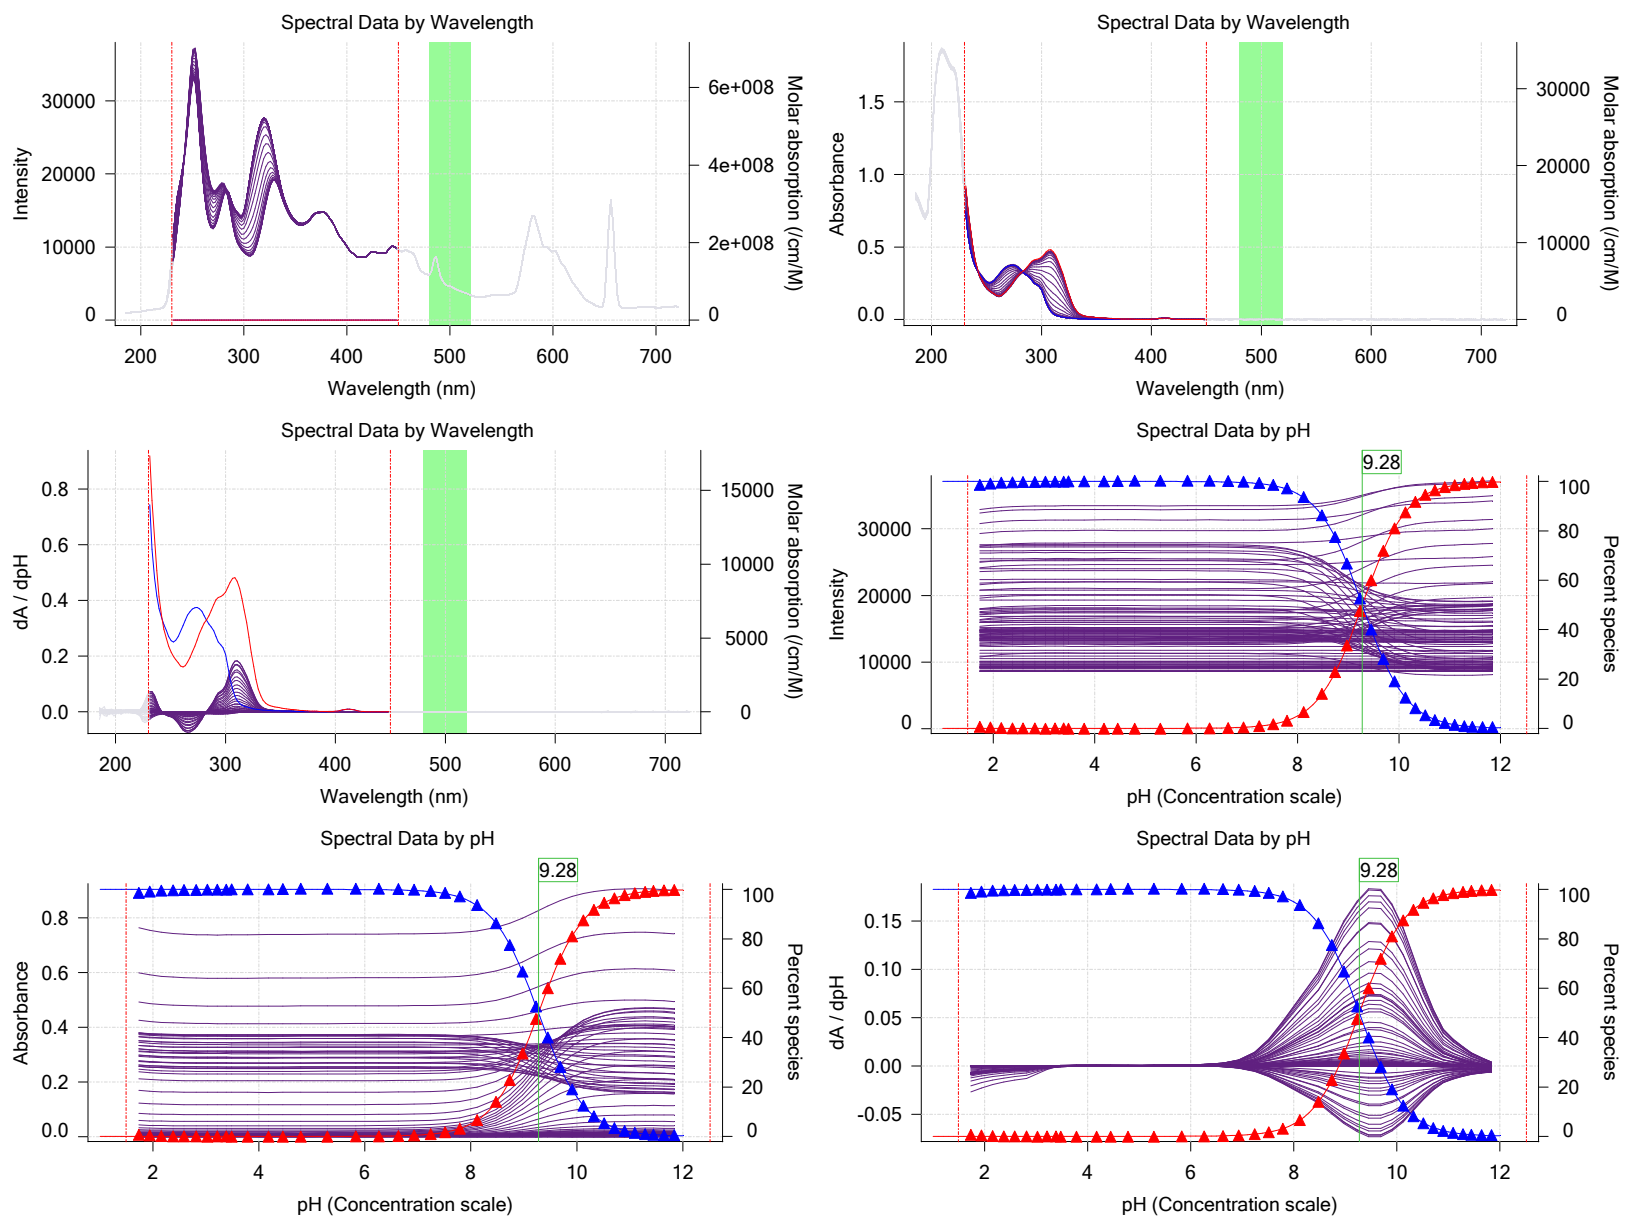 Spectral Data by Wavelength
Intensity
30000
20000
10000
0
6e+008
4e+008
2e+008
0
Molar absorption (/cm/M)
200 300 400 500 600 700
Wavelength (nm)
Spectral Data by Wavelength
Absorbance
1.5
1.0
0.5
0.0
30000
20000
10000
0
Molar absorption (/cm/M)
200 300 400 500 600 700
Wavelength (nm)
Spectral Data by Wavelength
dA / dpH
0.8
0.6
0.4
0.2
0.0
15000
10000
5000
0
Molar absorption (/cm/M)
200 300 400 500 600 700
Wavelength (nm)
Spectral Data by pH
9.28
Intensity
30000
20000
10000
0
100
80
60
40
20
0
Percent species
2 4 6 8 10 12
pH (Concentration scale)
Spectral Data by pH
9.28
Absorbance
0.8
0.6
0.4
0.2
0.0
100
80
60
40
20
0
Percent species
2 4 6 8 10 12
pH (Concentration scale)
Spectral Data by pH
9.28
dA / dpH
0.15
0.10
0.05
0.00
-0.05
100
80
60
40
20
0
Percent species
2 4 6 8 10 12
pH (Concentration scale)